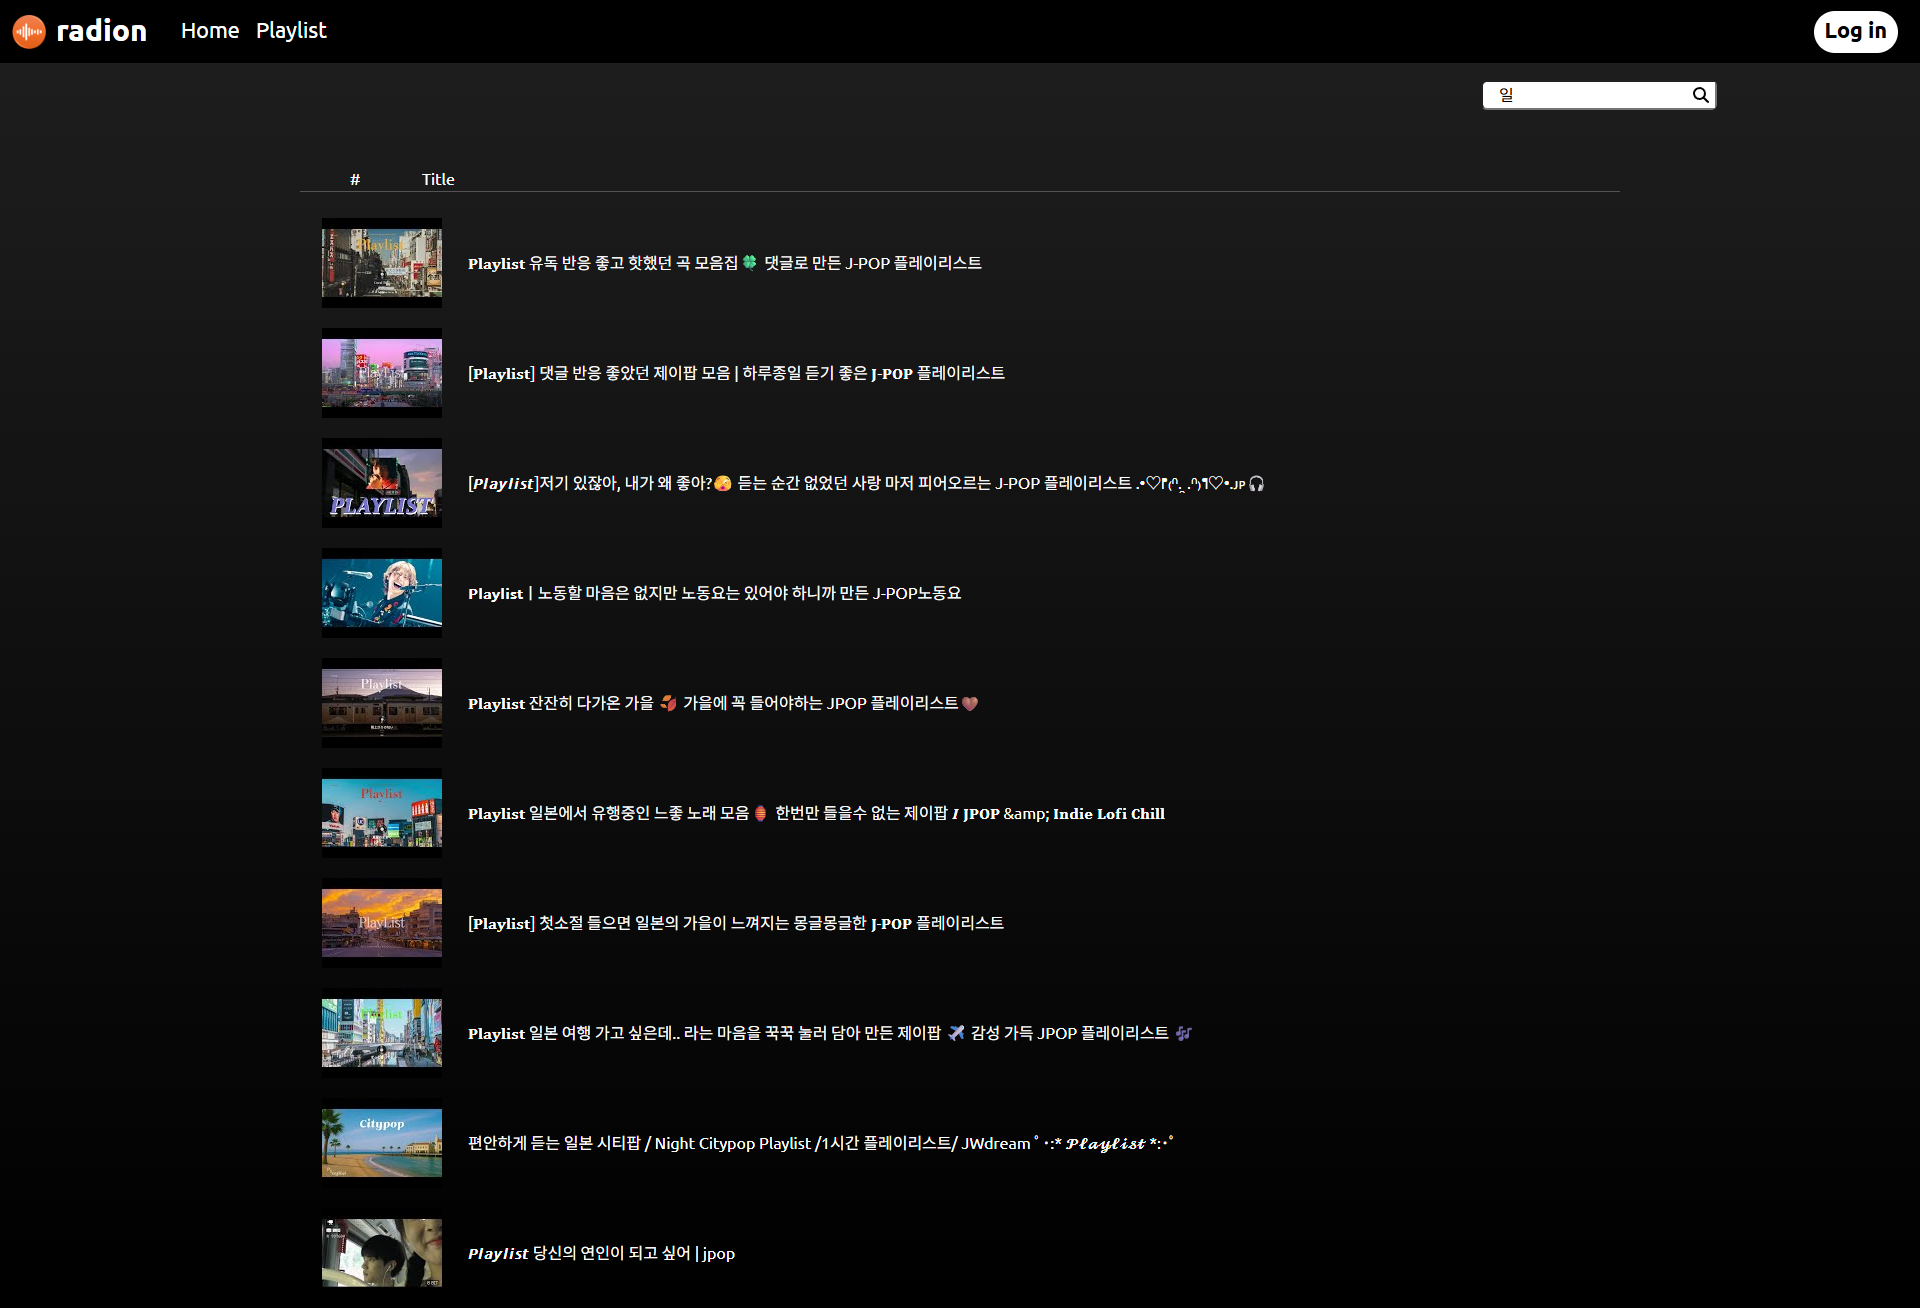 radion Home Playlist Log in
일
# Title
Playlist
Playlist 유독 반응 좋고 핫했던 곡 모음집🍀 댓글로 만든 J-POP 플레이리스트
PlayList
[Playlist] 댓글 반응 좋았던 제이팝 모음 | 하루종일 듣기 좋은 J-POP 플레이리스트
PLAYLIST
[Playlist]저기 있잖아, 내가 왜 좋아?🫣 듣는 순간 없었던 사랑 마저 피어오르는 J-POP 플레이리스트 .•♡
Playlist | 노동할 마음은 없지만 노동요는 있어야 하니까 만든 J-POP노동요
Playlist
Playlist 잔잔히 다가온 가을 🍂 가을에 꼭 들어야하는 JPOP 플레이리스트🤎
Playlist
Playlist 일본에서 유행중인 느좋 노래 모음🏮 한번만 들을수 없는 제이팝 I JPOP &amp; Indie Lofi Chill
PlayList
[Playlist] 첫소절 들으면 일본의 가을이 느껴지는 몽글몽글한 J-POP 플레이리스트
Playlist
Playlist 일본 여행 가고 싶은데.. 라는 마음을 꾹꾹 눌러 담아 만든 제이팝 ✈️ 감성 가득 JPOP 플레이리스트 🎶
Citypop
편안하게 듣는 일본 시티팝 / Night Citypop Playlist /1시간 플레이리스트/ JWdream ﾟ･:* 𝓟𝓵𝓪𝔂𝓵𝓲𝓼𝓽 *:･ﾟ
Playlist 당신의 연인이 되고 싶어 | jpop